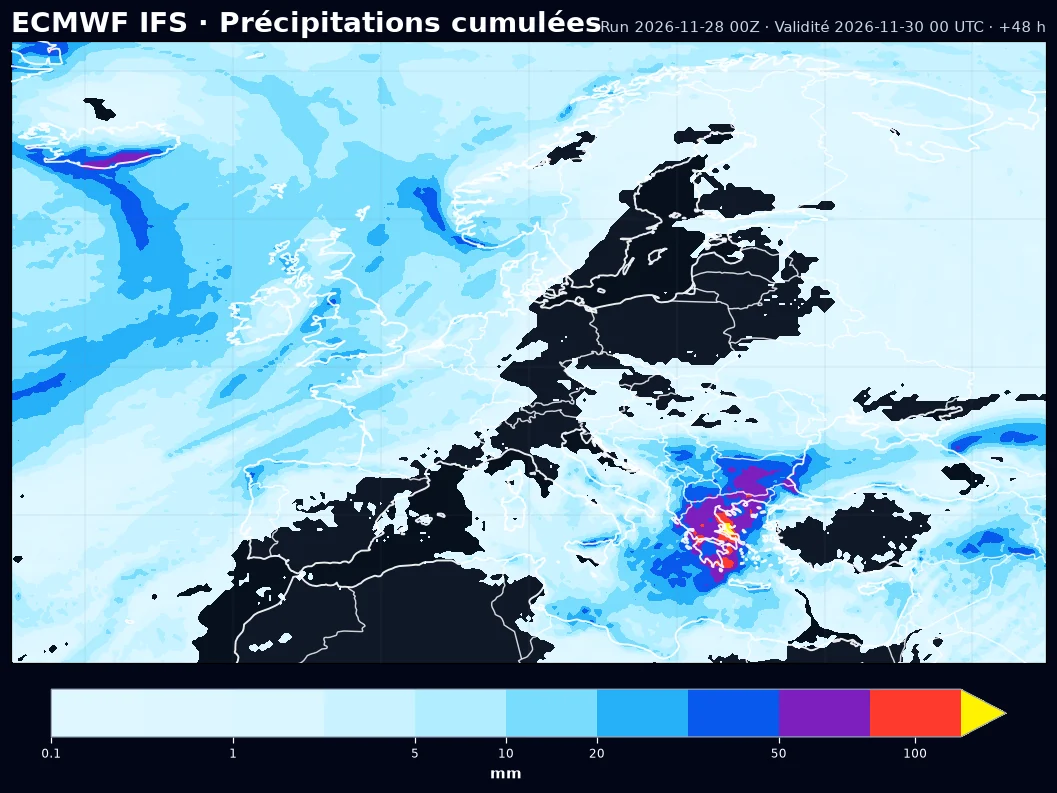 ECMWF IFS · Précipitations cumulées
Run 2026-11-28 00Z · Validité 2026-11-30 00 UTC · +48 h
0.1 1 5 10 20 50 100
mm